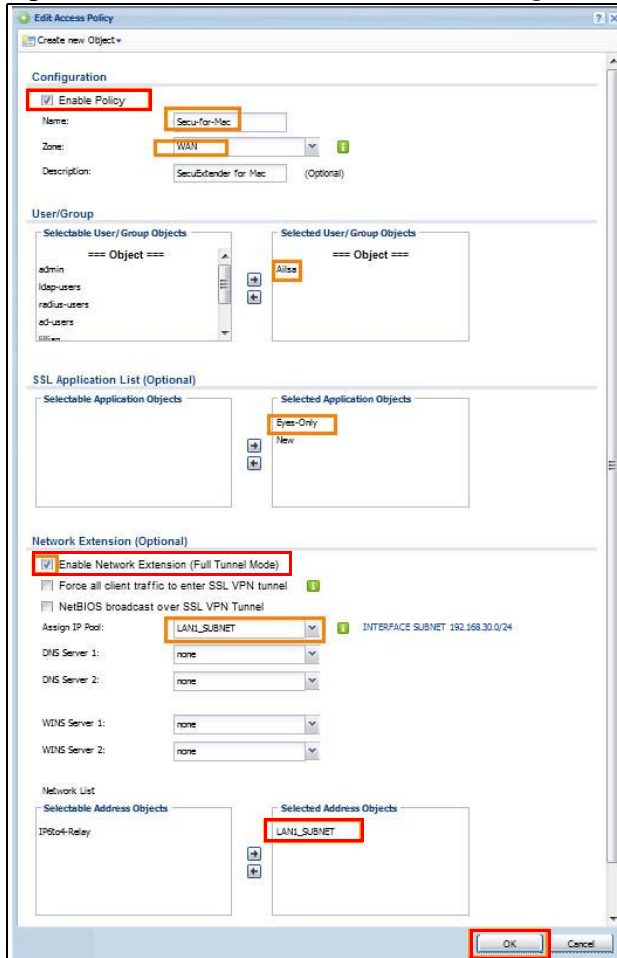 Edit Access Policy
Create new Object
Configuration
Enable Policy
Name: Secu-for-Mac
Zone: WAN
Description: SecuExtender for Mac (Optional)
User/Group
Selectable User/Group Objects
=== Object ===
admin
ldap-users
radius-users
ad-users
Selected User/Group Objects
=== Object ===
Ailsa
SSL Application List (Optional)
Selectable Application Objects
Selected Application Objects
Eyes-Only
New
Network Extension (Optional)
Enable Network Extension (Full Tunnel Mode)
Force all client traffic to enter SSL VPN tunnel
NetBIOS broadcast over SSL VPN Tunnel
Assign IP Pool: LAN1_SUBNET INTERFACE SUBNET 192.168.30.0/24
DNS Server 1: none
DNS Server 2: none
WINS Server 1: none
WINS Server 2: none
Network List
Selectable Address Objects
IP6to4-Relay
Selected Address Objects
LAN1_SUBNET
OK Cancel